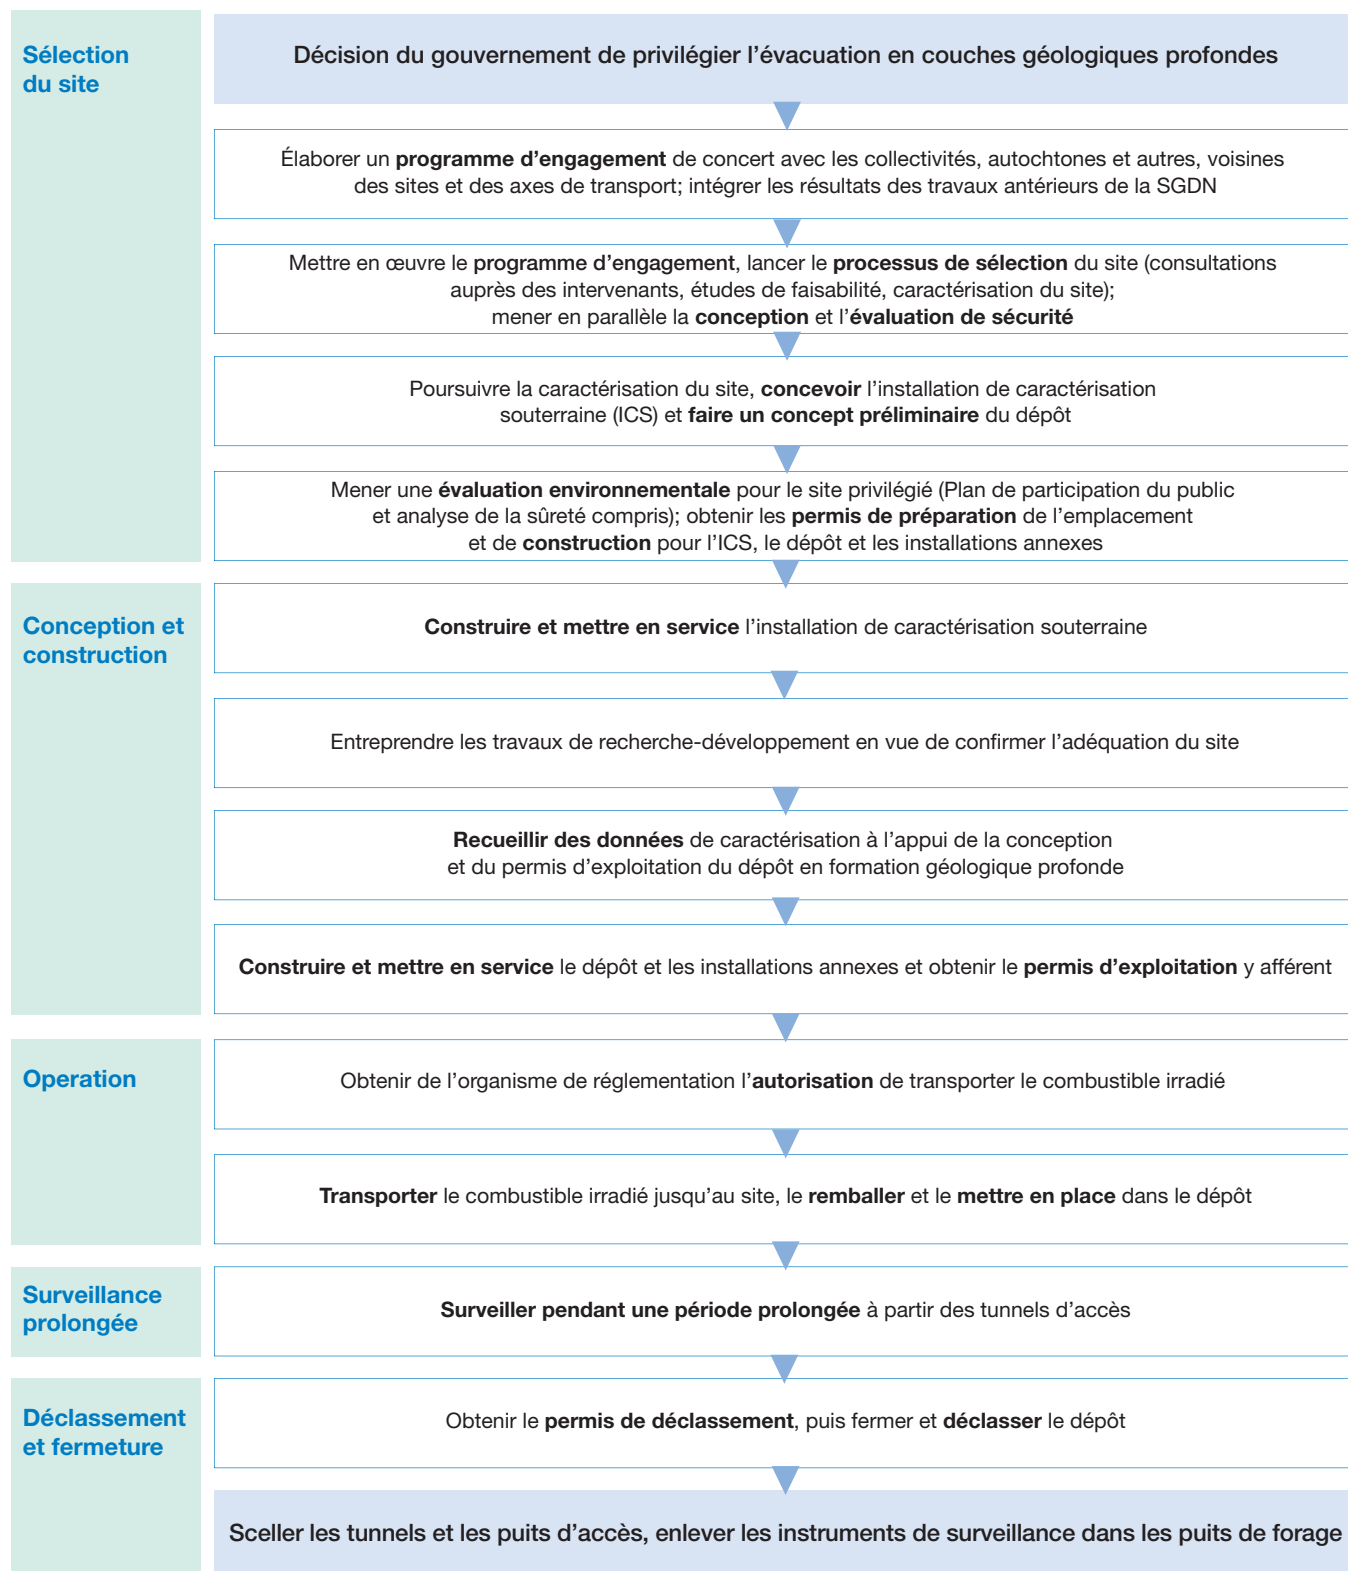 Sélection
du site
Décision du gouvernement de privilégier l’évacuation en couches géologiques profondes
Élaborer un programme d’engagement de concert avec les collectivités, autochtones et autres, voisines
des sites et des axes de transport; intégrer les résultats des travaux antérieurs de la SGDN
Mettre en œuvre le programme d’engagement, lancer le processus de sélection du site (consultations
auprès des intervenants, études de faisabilité, caractérisation du site);
mener en parallèle la conception et l’évaluation de sécurité
Poursuivre la caractérisation du site, concevoir l’installation de caractérisation
souterraine (ICS) et faire un concept préliminaire du dépôt
Mener une évaluation environnementale pour le site privilégié (Plan de participation du public
et analyse de la sûreté compris); obtenir les permis de préparation de l’emplacement
et de construction pour l’ICS, le dépôt et les installations annexes
Conception et
construction
Construire et mettre en service l’installation de caractérisation souterraine
Entreprendre les travaux de recherche-développement en vue de confirmer l’adéquation du site
Recueillir des données de caractérisation à l’appui de la conception
et du permis d’exploitation du dépôt en formation géologique profonde
Construire et mettre en service le dépôt et les installations annexes et obtenir le permis d’exploitation y afférent
Operation
Obtenir de l’organisme de réglementation l’autorisation de transporter le combustible irradié
Transporter le combustible irradié jusqu’au site, le remballer et le mettre en place dans le dépôt
Surveillance
prolongée
Surveiller pendant une période prolongée à partir des tunnels d’accès
Déclassement
et fermeture
Obtenir le permis de déclassement, puis fermer et déclasser le dépôt
Sceller les tunnels et les puits d’accès, enlever les instruments de surveillance dans les puits de forage